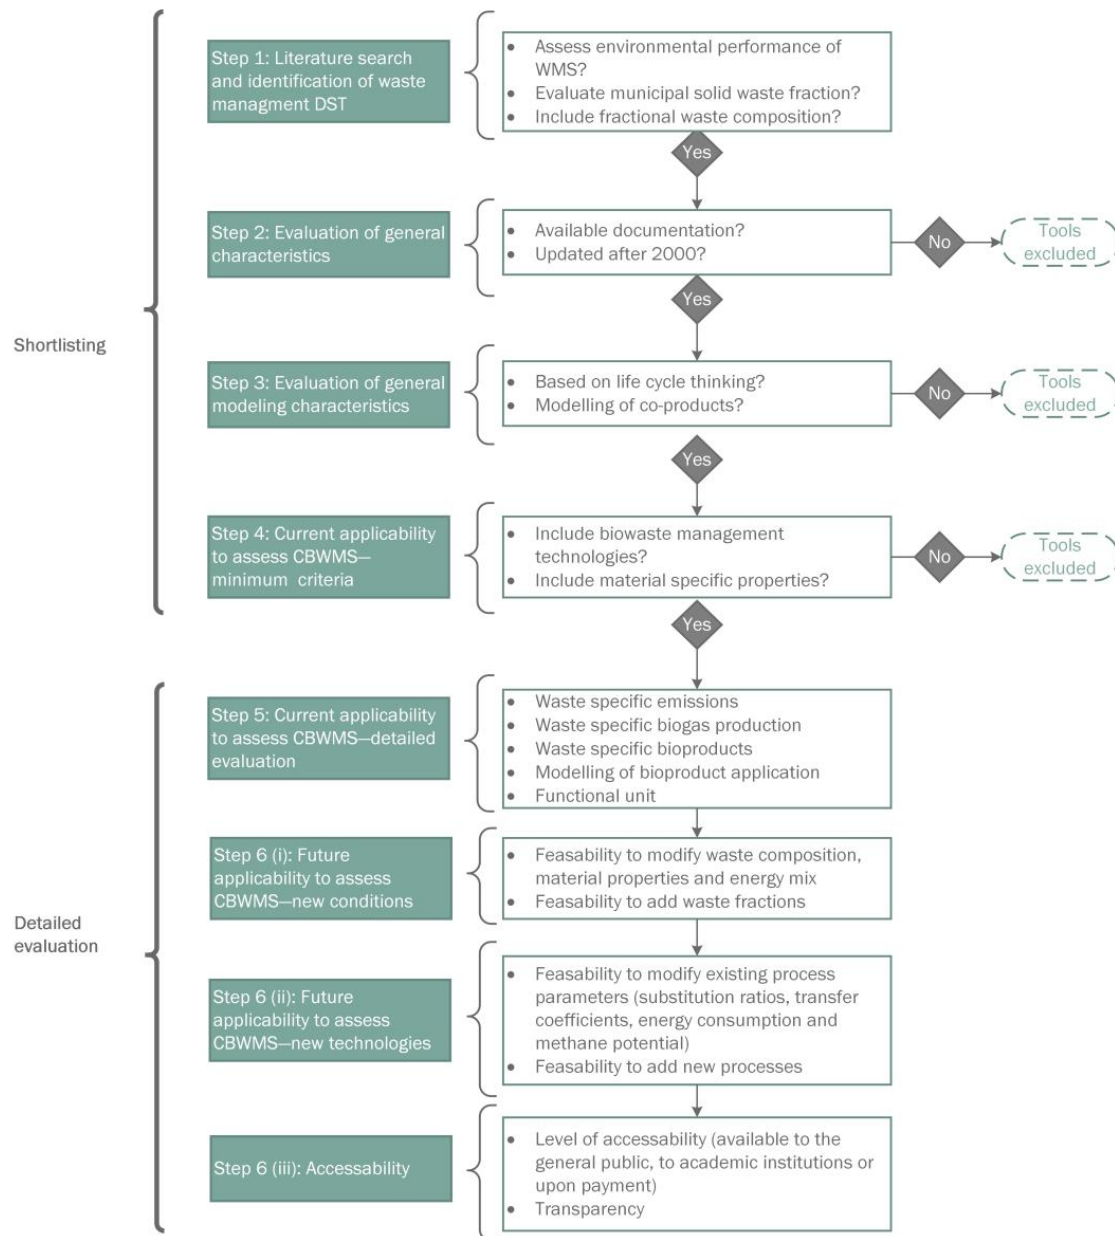 Step 1: Literature search
and identification of waste
managment DST
• Assess environmental performance of
WMS?
• Evaluate municipal solid waste fraction?
• Include fractional waste composition?
Yes
Step 2: Evaluation of general
characteristics
• Available documentation?
• Updated after 2000?
No
Tools
excluded
Yes
Shortlisting
Step 3: Evaluation of general
modeling characteristics
• Based on life cycle thinking?
• Modelling of co-products?
No
Tools
excluded
Yes
Step 4: Current applicability
to assess CBWMS—
minimum criteria
• Include biowaste management
technologies?
• Include material specific properties?
No
Tools
excluded
Yes
Step 5: Current applicability
to assess CBWMS—detailed
evaluation
• Waste specific emissions
• Waste specific biogas production
• Waste specific bioproducts
• Modelling of bioproduct application
• Functional unit
Step 6 (i): Future
applicability to assess
CBWMS—new conditions
• Feasability to modify waste composition,
material properties and energy mix
• Feasability to add waste fractions
Detailed
evaluation
Step 6 (ii): Future
applicability to assess
CBWMS—new technologies
• Feasability to modify existing process
parameters (substitution ratios, transfer
coefficients, energy consumption and
methane potential)
• Feasability to add new processes
Step 6 (iii): Accessability
• Level of accessability (available to the
general public, to academic institutions or
upon payment)
• Transparency